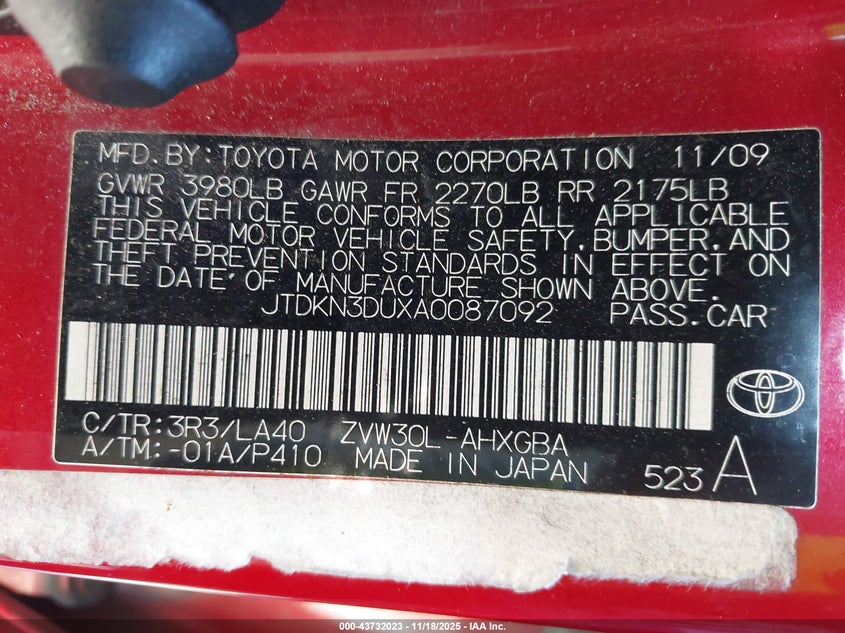 MFD. BY: TOYOTA MOTOR CORPORATION 11/09
GVWR 3980LB GAWR FR 2270LB RR 2175LB
THIS VEHICLE CONFORMS TO ALL APPLICABLE
FEDERAL MOTOR VEHICLE SAFETY, BUMPER, AND
THEFT PREVENTION STANDARDS IN EFFECT ON
THE DATE OF MANUFACTURE SHOWN ABOVE.
JTDKN3DUXA0087092 PASS. CAR
C/TR: 3R3/LA40 ZVW30L-AHXGBA
A/TM: -01A/P410 MADE IN JAPAN
523 A
000-43732023 - 11/18/2025 - IAA Inc.